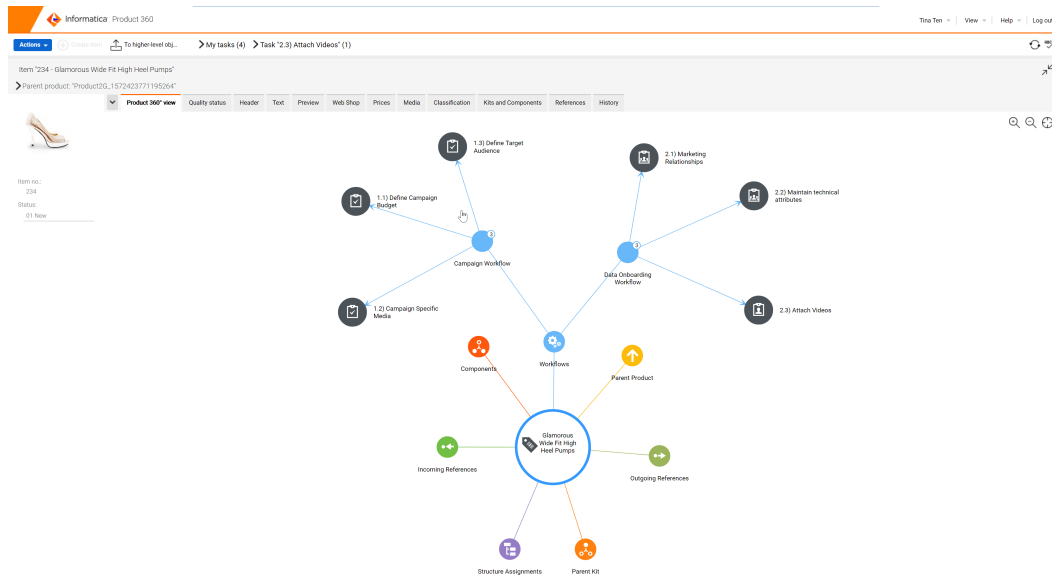 Informatica Product 360
Tina Ten View Help Log out
Actions Create item To higher-level obj... My tasks (4) Task "2.3) Attach Videos" (1)
Item "234 - Glamorous Wide Fit High Heel Pumps"
Parent product: "Product2G_1572423771195264"
Product 360° view Quality status Header Text Preview Web Shop Prices Media Classification Kits and Components References History
Item no.:
234
Status:
01 New
1.3) Define Target
Audience
2.1) Marketing
Relationships
1.1) Define Campaign
Budget
2.2) Maintain technical
attributes
3
Campaign Workflow
3
Data Onboarding
Workflow
1.2) Campaign Specific
Media
2.3) Attach Videos
Workflows
Components
Parent Product
Glamorous
Wide Fit High
Heel Pumps
Incoming References
Outgoing References
Structure Assignments
Parent Kit